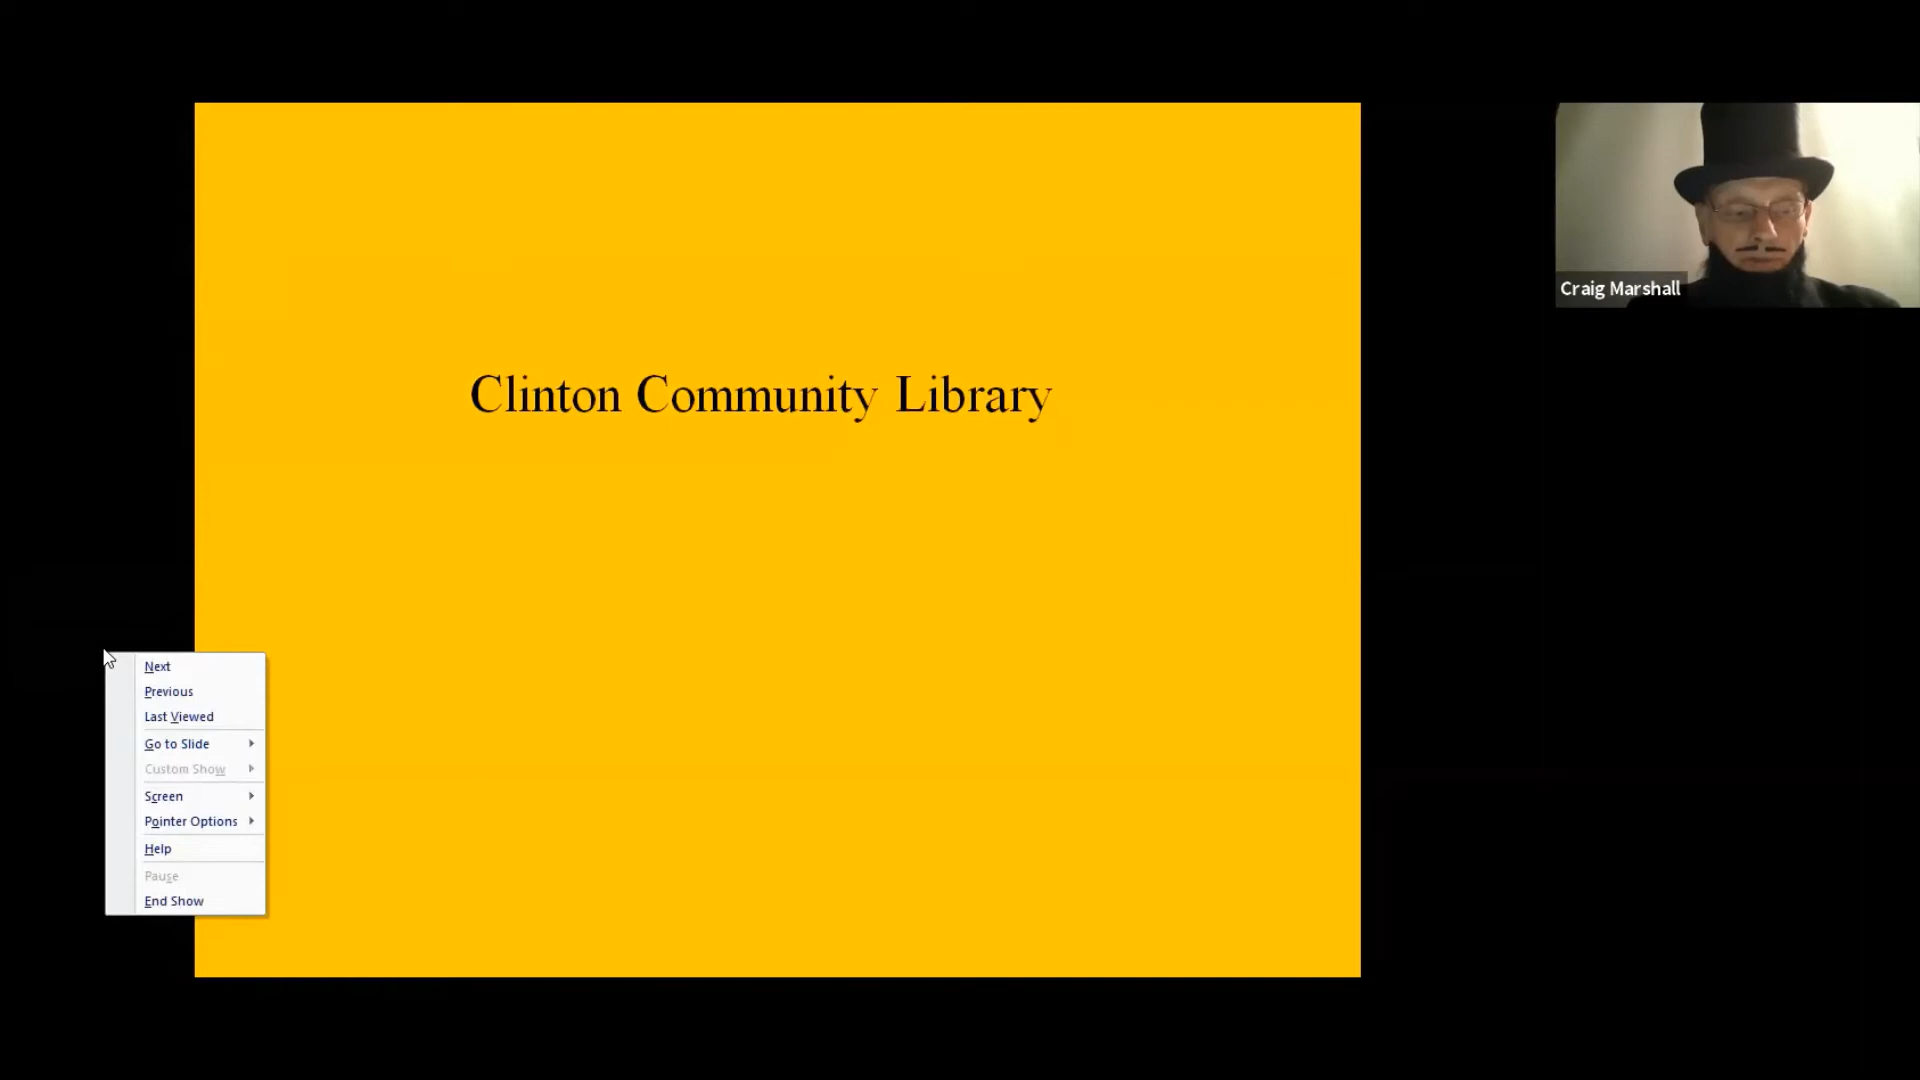 Clinton Community Library
Craig Marshall
Next
Previous
Last Viewed
Go to Slide
Custom Show
Screen
Pointer Options
Help
Pause
End Show